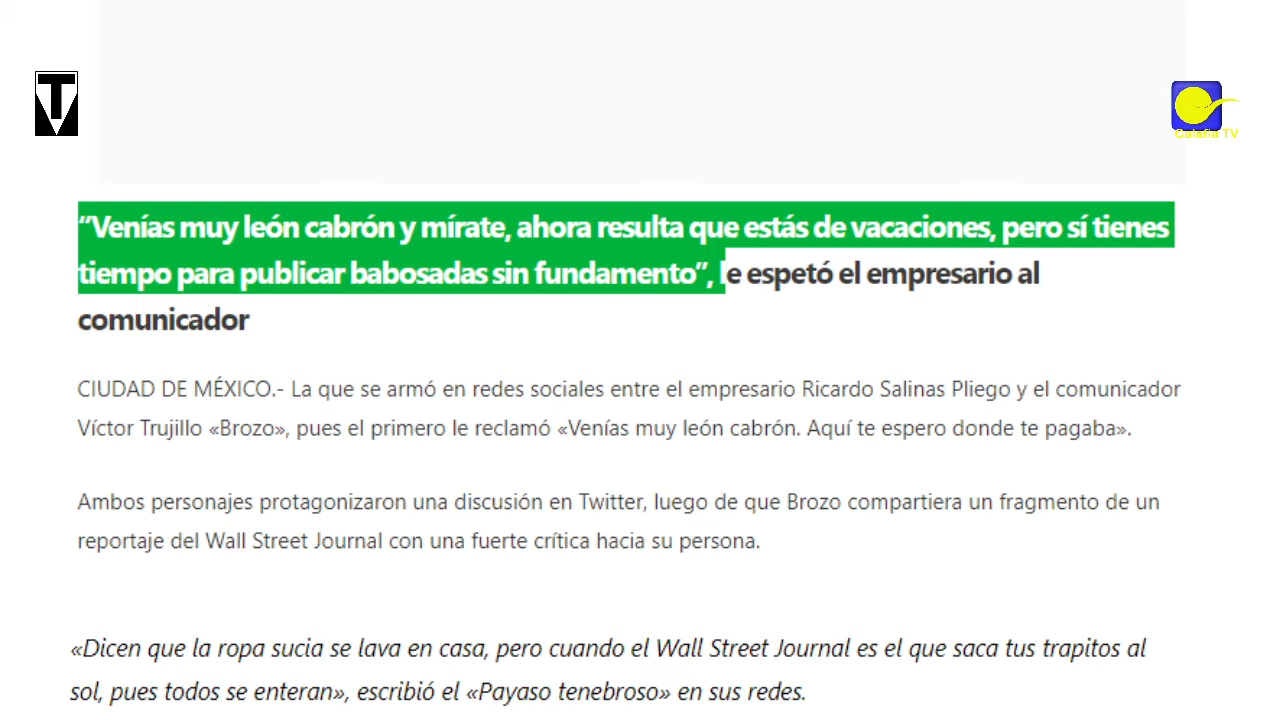 TV
Calafia TV
“Venías muy león cabrón y mírate, ahora resulta que estás de vacaciones, pero sí tienes
tiempo para publicar babosadas sin fundamento”, le espetó el empresario al
comunicador
CIUDAD DE MÉXICO.- La que se armó en redes sociales entre el empresario Ricardo Salinas Pliego y el comunicador
Víctor Trujillo «Brozo», pues el primero le reclamó «Venías muy león cabrón. Aquí te espero donde te pagaba».
Ambos personajes protagonizaron una discusión en Twitter, luego de que Brozo compartiera un fragmento de un
reportaje del Wall Street Journal con una fuerte crítica hacia su persona.
«Dicen que la ropa sucia se lava en casa, pero cuando el Wall Street Journal es el que saca tus trapitos al
sol, pues todos se enteran», escribió el «Payaso tenebroso» en sus redes.